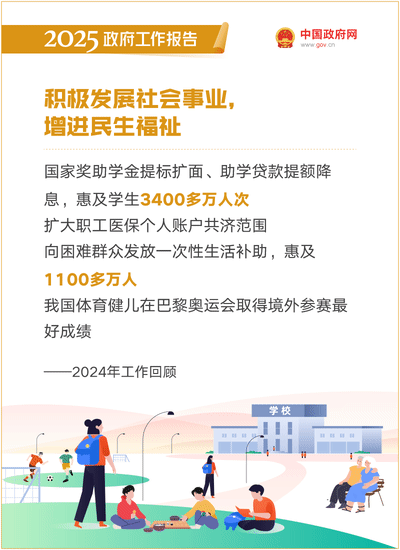 2025 政府工作报告
中国政府网
www.gov.cn
积极发展社会事业，
增进民生福祉
国家奖助学金提标扩面、助学贷款提额降
息，惠及学生3400多万人次
扩大职工医保个人账户共济范围
向困难群众发放一次性生活补助，惠及
1100多万人
我国体育健儿在巴黎奥运会取得境外参赛最
好成绩
——2024年工作回顾
学校